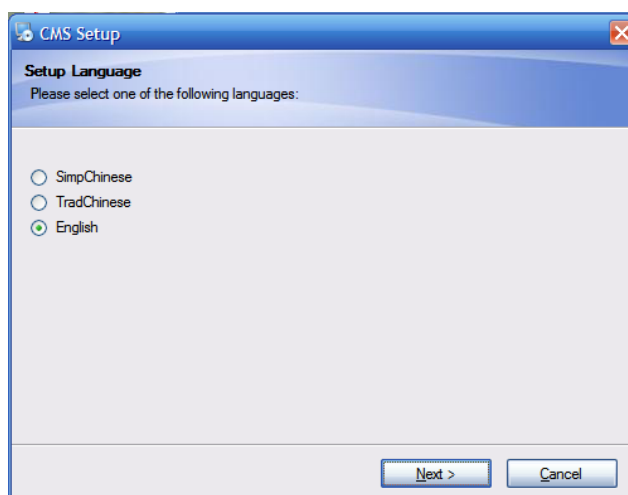 CMS Setup
Setup Language
Please select one of the following languages:
SimpChinese
TradChinese
English
Next >
Cancel